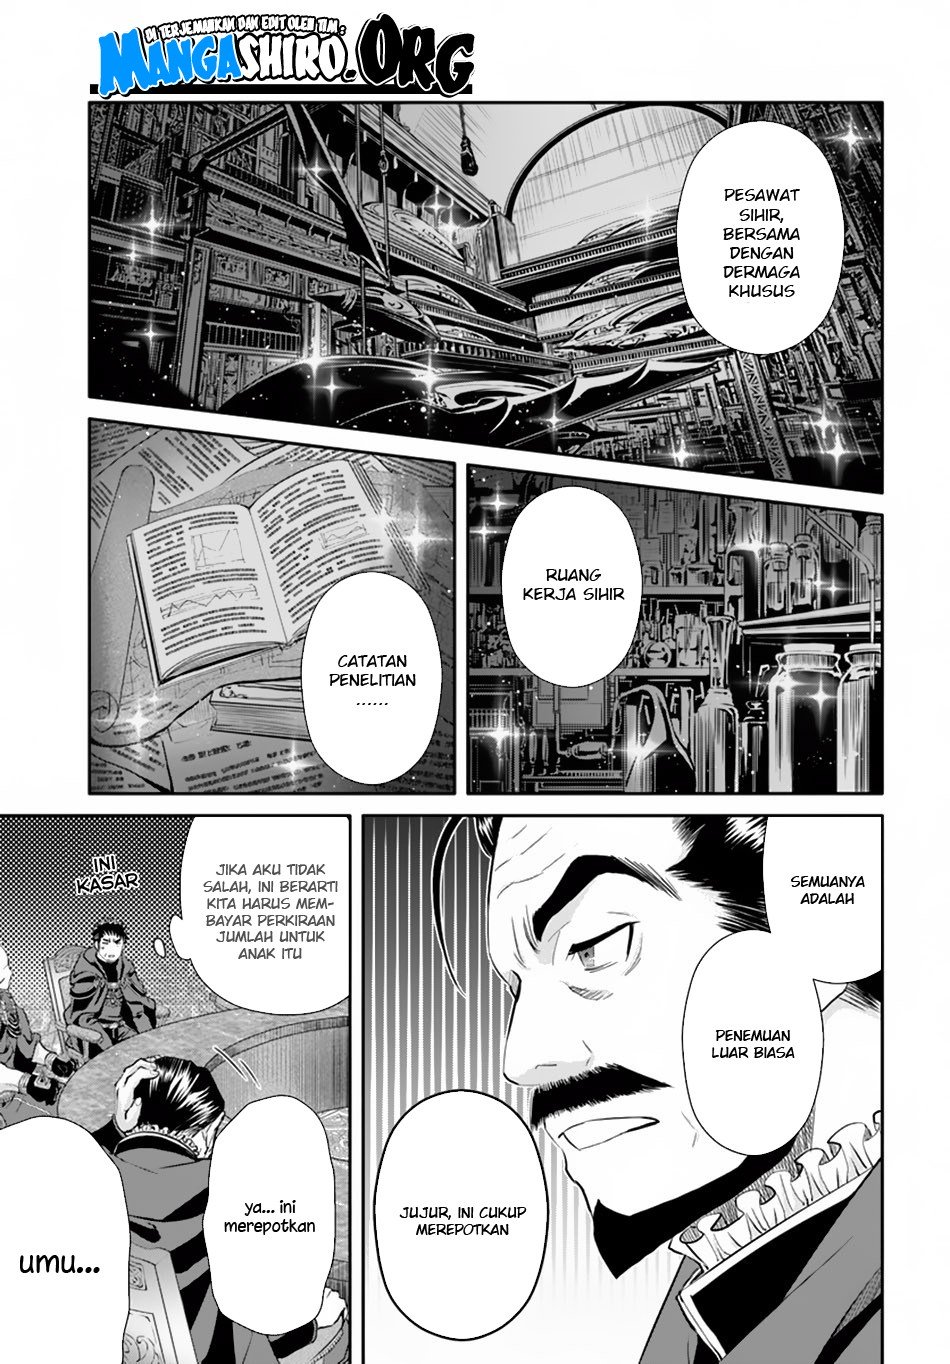 DI TERJEMAHKAN DAN EDIT OLEH TIM :
MANGASHIRO.ORG
PESAWAT
SIHIR,
BERSAMA
DENGAN
DERMAGA
KHUSUS
RUANG
KERJA SIHIR
CATATAN
PENELITIAN
......
SEMUANYA
ADALAH
PENEMUAN
LUAR BIASA
JUJUR, INI CUKUP
MEREPOTKAN
JIKA AKU TIDAK
SALAH, INI BERARTI
KITA HARUS MEM-
BAYAR PERKIRAAN
JUMLAH UNTUK
ANAK ITU
INI
KASAR
ya... ini
merepotkan
umu...